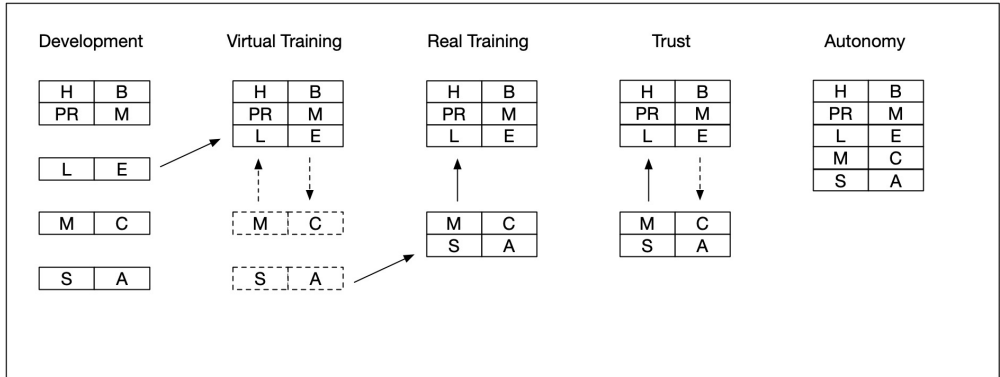 Development Virtual Training Real Training Trust Autonomy
H B H B H B H B H B
PR M PR M PR M PR M PR M
L E L E L E L E
L E M C
S A
M C M C M C M C
S A S A
S A S A